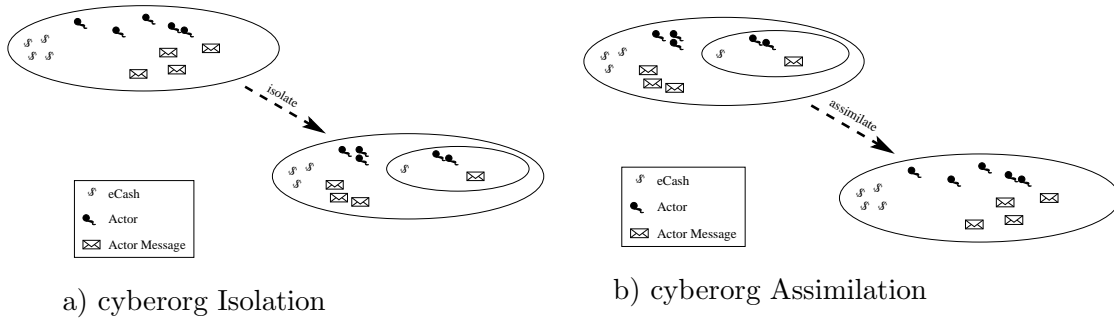 isolate
eCash
Actor
Actor Message
a) cyberorg Isolation
assimilate
eCash
Actor
Actor Message
b) cyberorg Assimilation